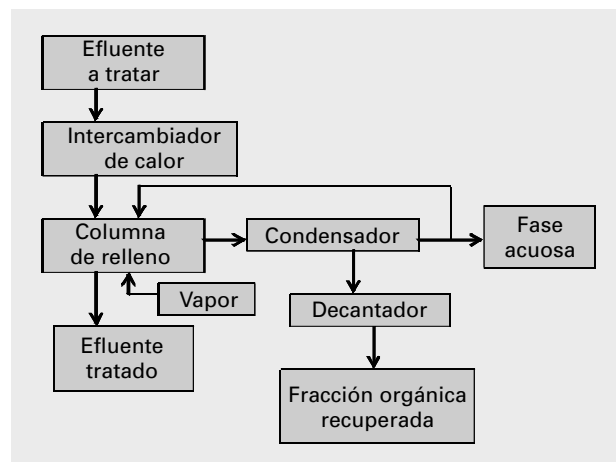 Efluente
a tratar
Intercambiador
de calor
Columna
de relleno
Condensador
Fase
acuosa
Vapor
Decantador
Efluente
tratado
Fracción orgánica
recuperada